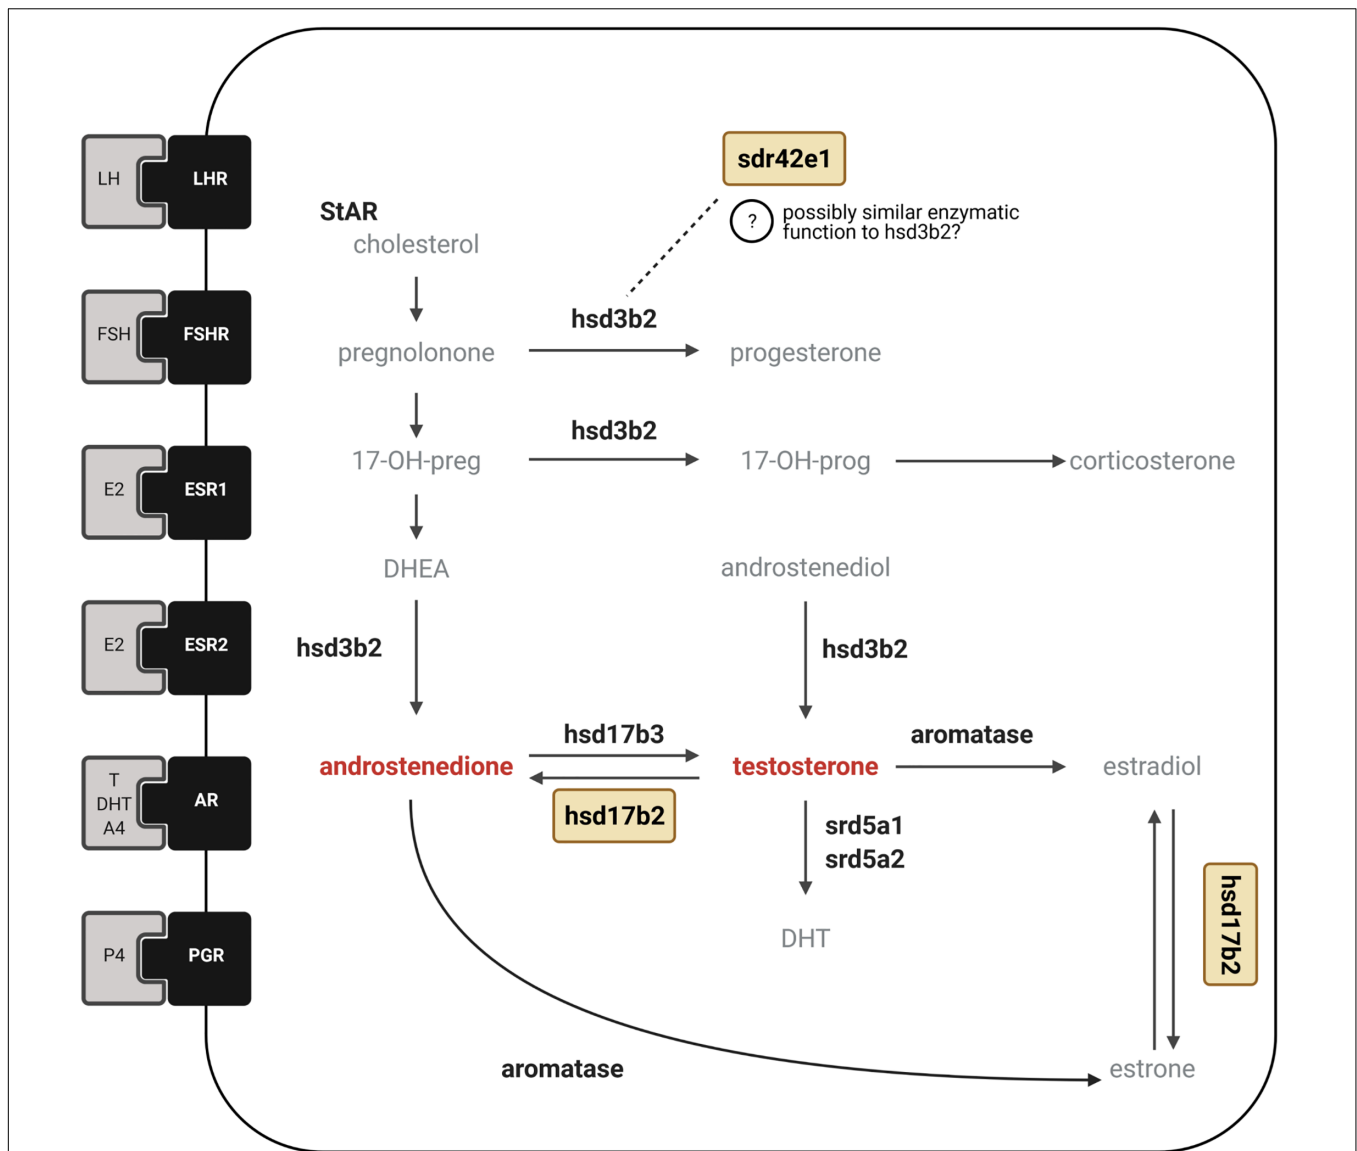 LH
LHR
FSH
FSHR
E2
ESR1
E2
ESR2
T
DHT
A4
AR
P4
PGR
sdr42e1
?
possibly similar enzymatic
function to hsd3b2?
StAR
cholesterol
hsd3b2
pregnolonone
progesterone
hsd3b2
17-OH-preg
17-OH-prog
corticosterone
DHEA
androstenediol
hsd3b2
hsd3b2
hsd17b3
aromatase
androstenedione
testosterone
estradiol
hsd17b2
srd5a1
srd5a2
hsd17b2
DHT
aromatase
estrone